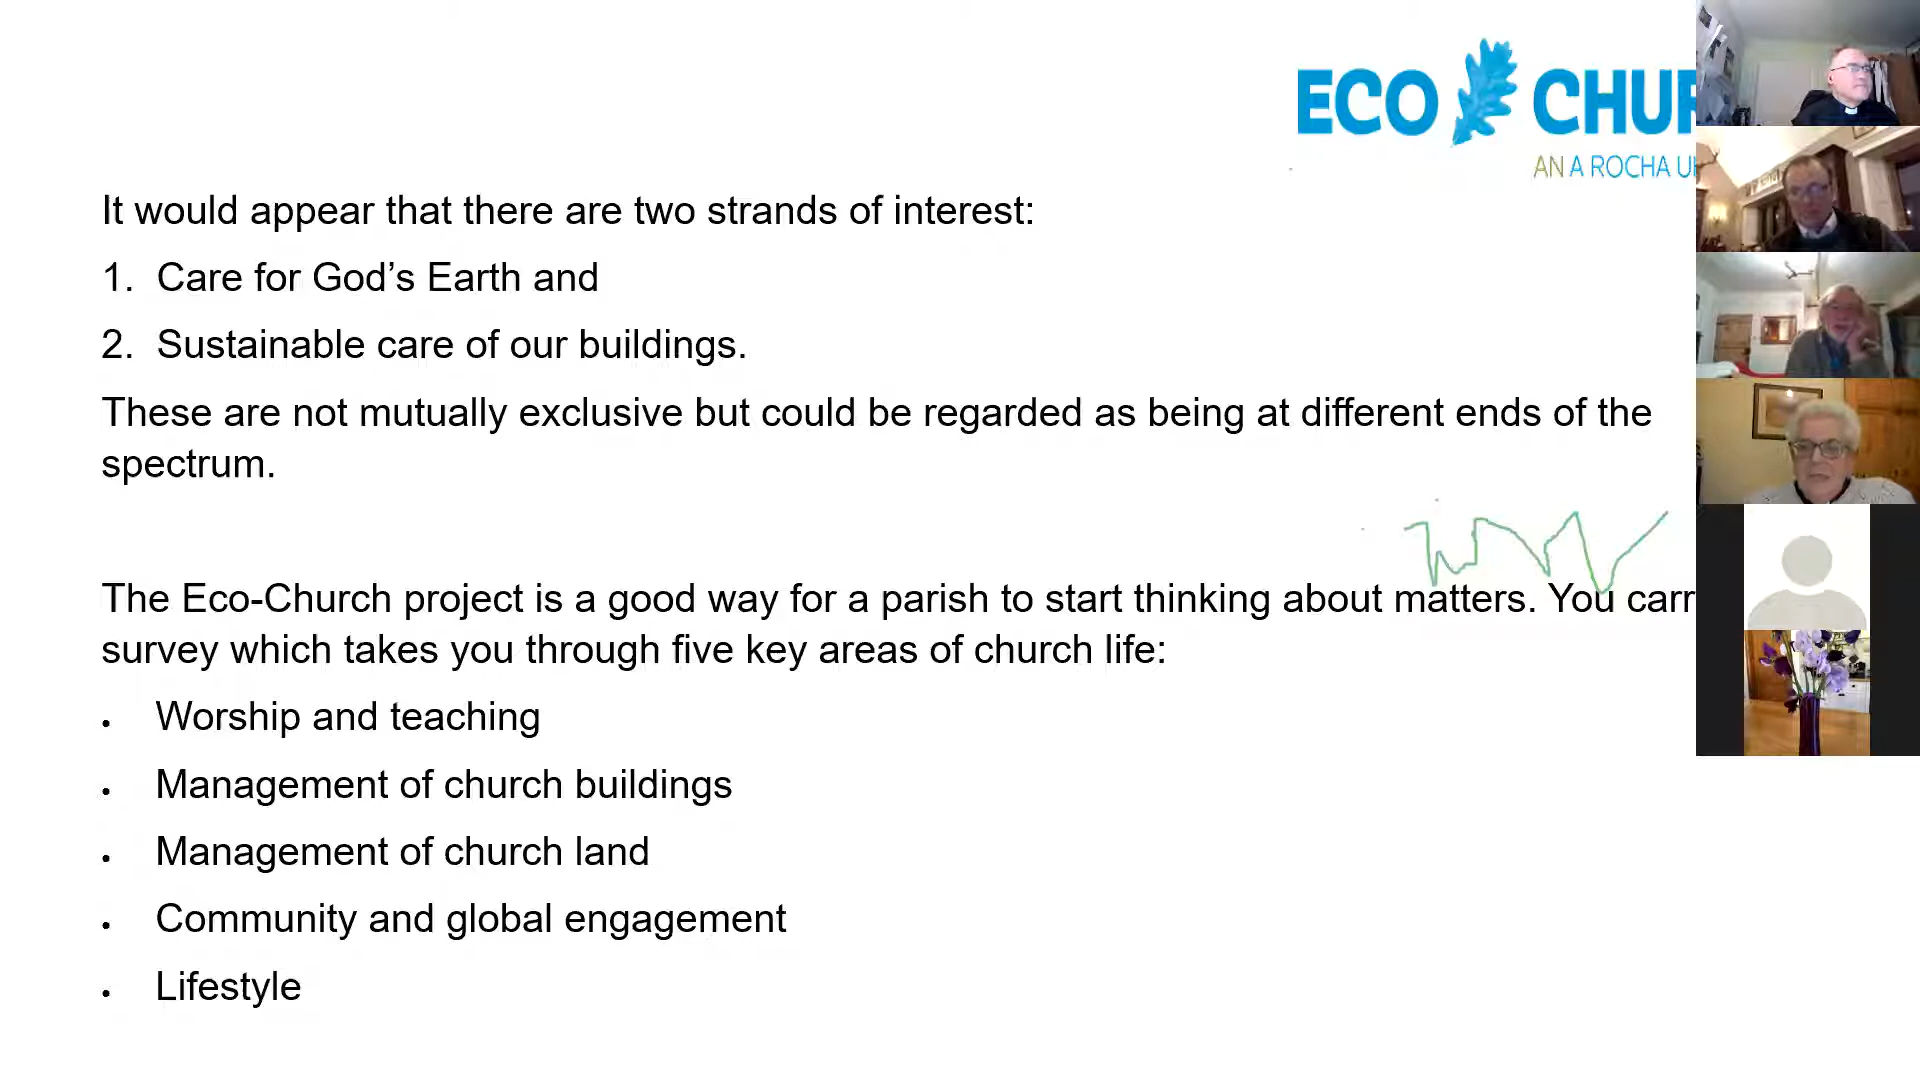 ECO CHUR
AN A ROCHA U
It would appear that there are two strands of interest:
1. Care for God’s Earth and
2. Sustainable care of our buildings.
These are not mutually exclusive but could be regarded as being at different ends of the
spectrum.
The Eco-Church project is a good way for a parish to start thinking about matters. You carr
survey which takes you through five key areas of church life:
• Worship and teaching
• Management of church buildings
• Management of church land
• Community and global engagement
• Lifestyle